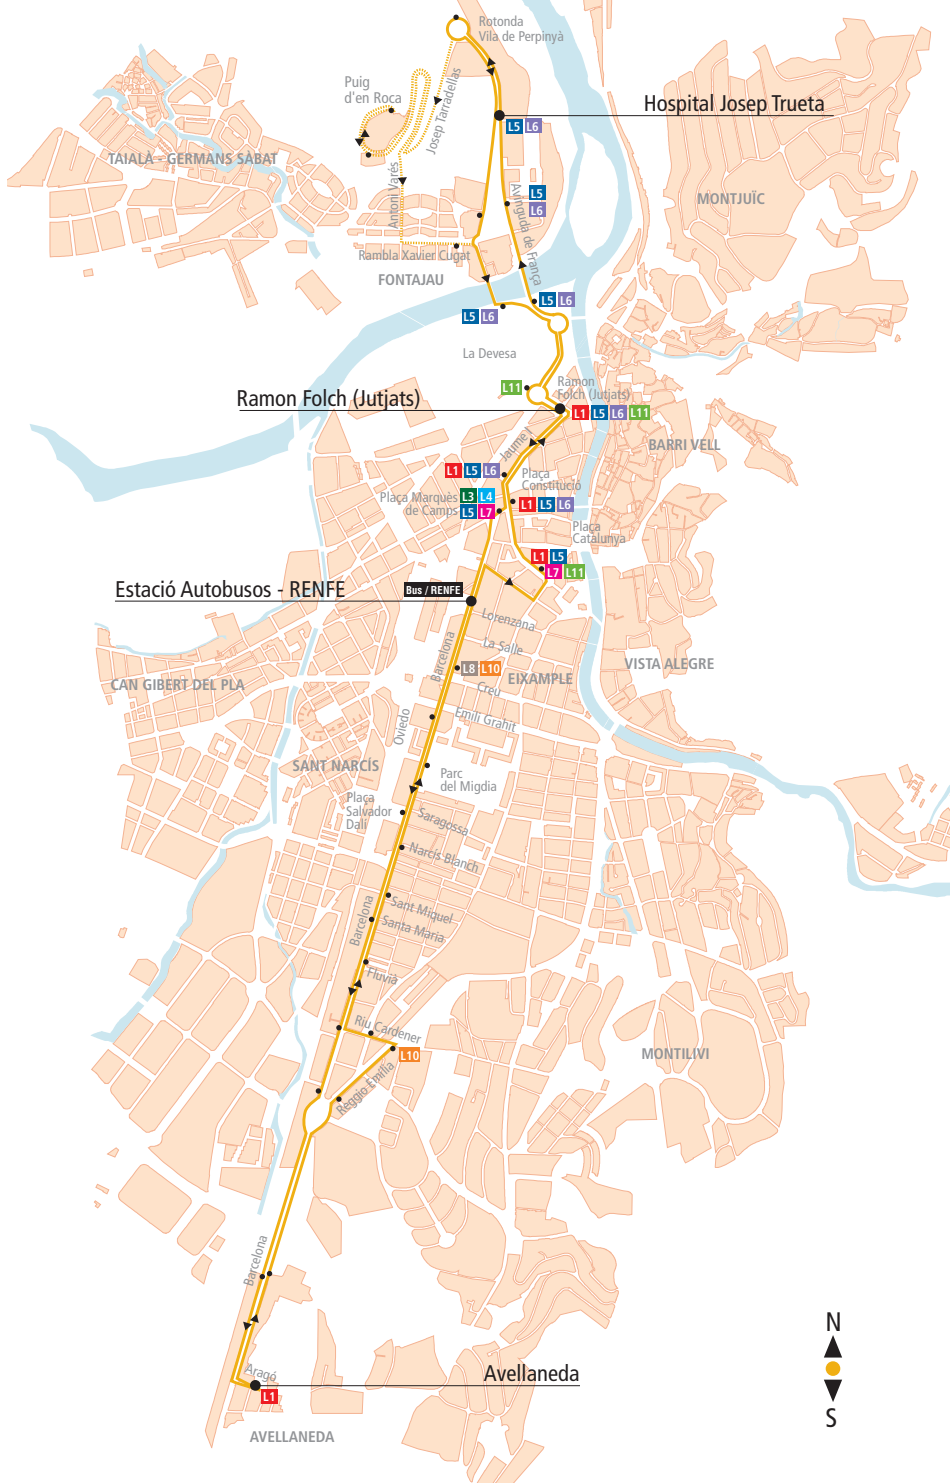 Rotonda
Vila de Perpinyà
Puig
d'en Roca
Josep Tarradellas
Hospital Josep Trueta
L5 L6
TAIALÀ - GERMANS SÀBAT
Antoni Varés
Avinguda de França
L5
L6
MONTJUÏC
Rambla Xavier Cugat
FONTAJAU
L5 L6
L5 L6
La Devesa
L11
Ramon
Folch (Jutjats)
Ramon Folch (Jutjats)
L1 L5 L6 L11
Jaume I
BARRI VELL
L1 L5 L6
Plaça
Constitució
Plaça Marquès
de Camps
L3 L4
L5 L7
L1 L5 L6
Plaça
Catalunya
L1 L5
L7 L11
Estació Autobusos - RENFE
Bus / RENFE
Lorenzana
Barcelona
La Salle
L8 L10
EIXAMPLE
VISTA ALEGRE
CAN GIBERT DEL PLA
Creu
Oviedo
Emili Grahit
SANT NARCÍS
Parc
del Migdia
Plaça
Salvador
Dalí
Saragossa
Narcís Blanch
Barcelona
Sant Miquel
Santa Maria
Fluvià
Riu Cardener
L10
MONTILIVI
Reggio Emília
Barcelona
N
S
Aragó
Avellaneda
L1
AVELLANEDA